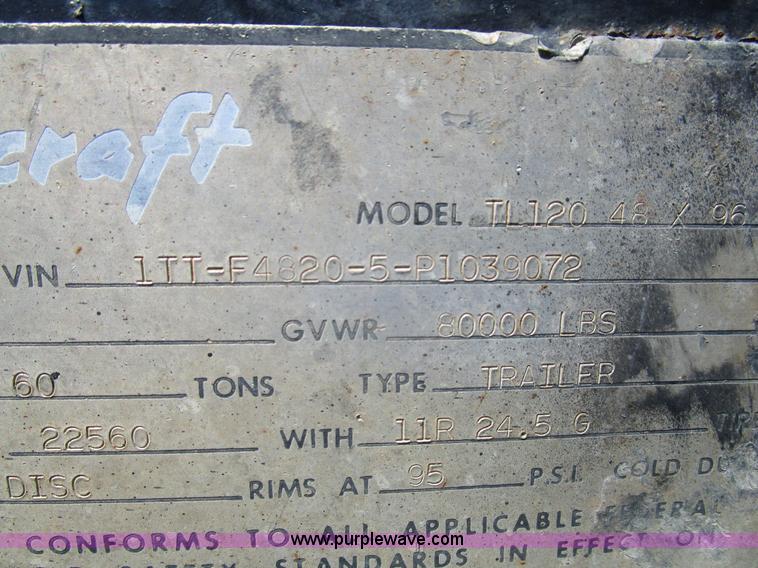 craft
MODEL TL120 48 X 96
VIN 1TT-F4820-5-P1039072
GVWR 80000 LBS
60 TONS TYPE TRAILER
22560 WITH 11R 24.5 G
DISC RIMS AT 95 P.S.I. COLD
CONFORMS TO ALL APPLICABLE FEDERAL
www.purplewave.com
SAFETY STANDARDS IN EFFECT ON